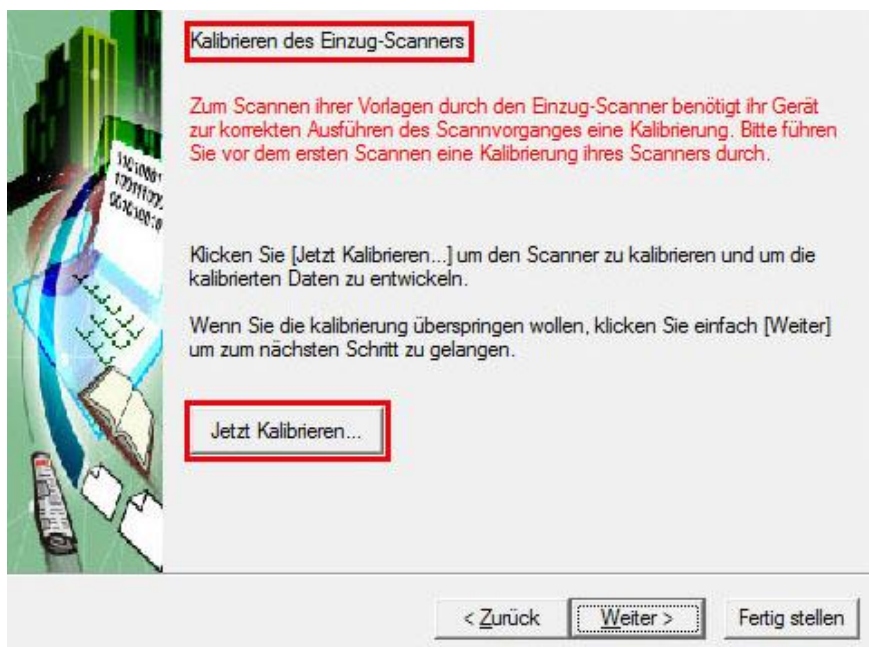 Kalibrieren des Einzug-Scanners
Zum Scannen ihrer Vorlagen durch den Einzug-Scanner benötigt ihr Gerät
zur korrekten Ausführen des Scannvorganges eine Kalibrierung. Bitte führen
Sie vor dem ersten Scannen eine Kalibrierung ihres Scanners durch.
Klicken Sie [Jetzt Kalibrieren...] um den Scanner zu kalibrieren und um die
kalibrierten Daten zu entwickeln.
Wenn Sie die kalibrierung überspringen wollen, klicken Sie einfach [Weiter]
um zum nächsten Schritt zu gelangen.
Jetzt Kalibrieren...
< Zurück Weiter > Fertig stellen